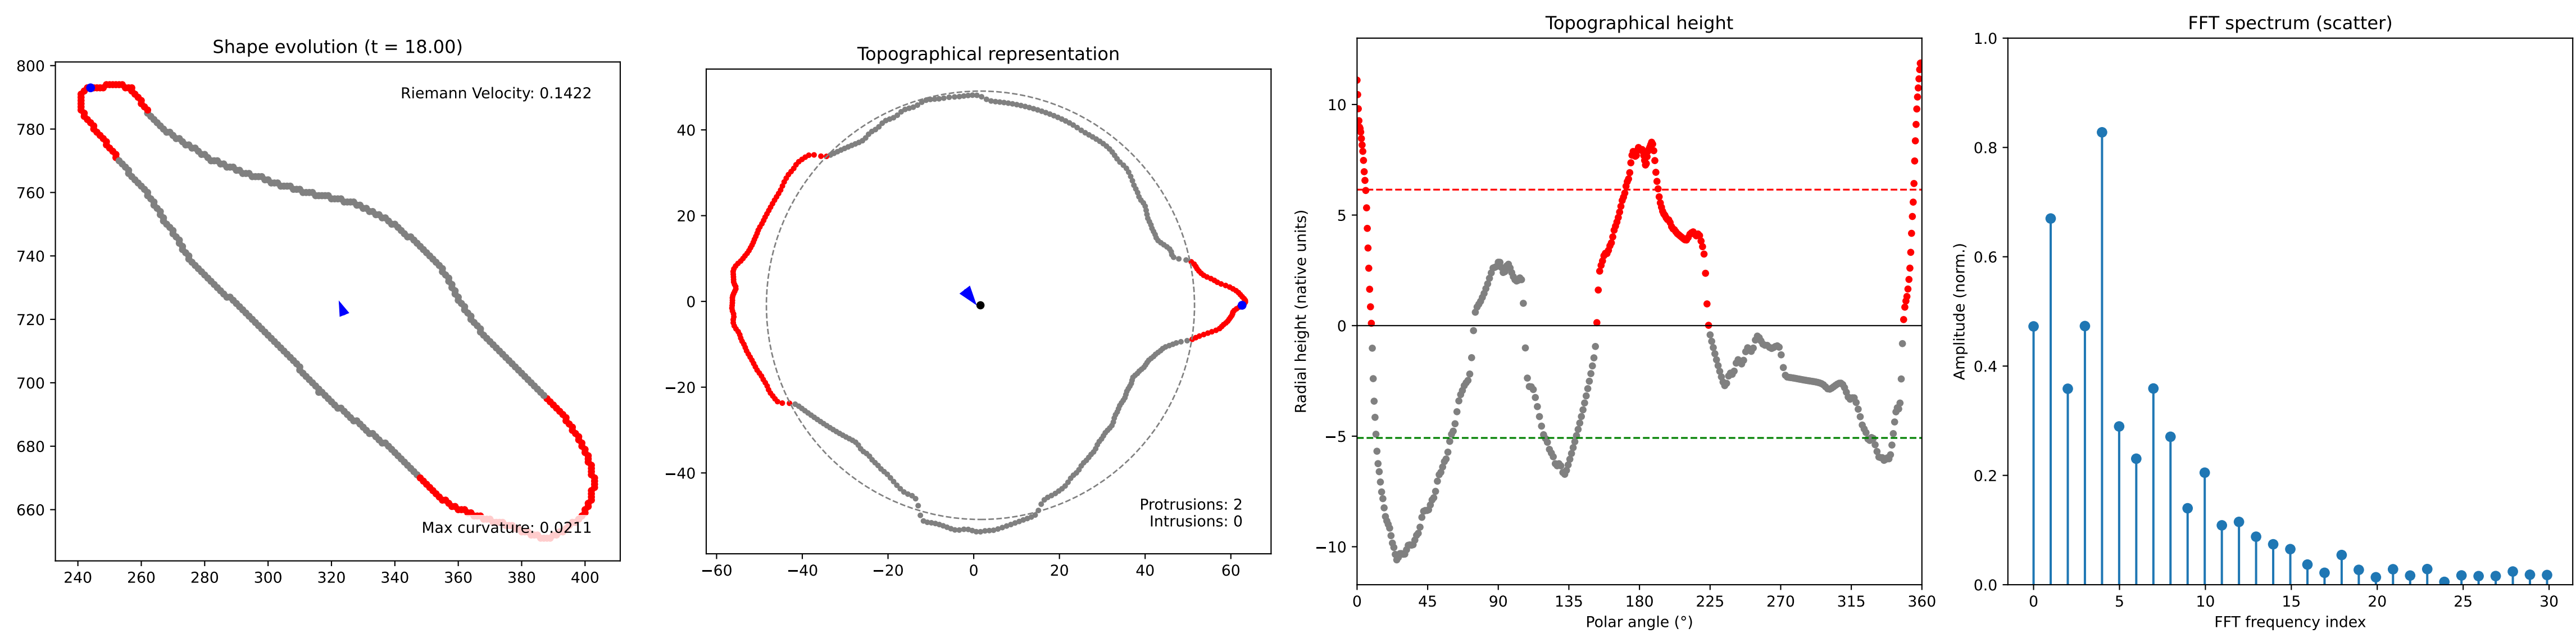 Shape evolution (t = 18.00)
Riemann Velocity: 0.1422
Max curvature: 0.0211
800
780
760
740
720
700
680
660
240 260 280 300 320 340 360 380 400
Topographical representation
40
20
0
−20
−40
−60 −40 −20 0 20 40 60
Protrusions: 2
Intrusions: 0
Topographical height
Radial height (native units)
10
5
0
−5
−10
0 45 90 135 180 225 270 315 360
Polar angle (°)
FFT spectrum (scatter)
Amplitude (norm.)
1.0
0.8
0.6
0.4
0.2
0.0
0 5 10 15 20 25 30
FFT frequency index